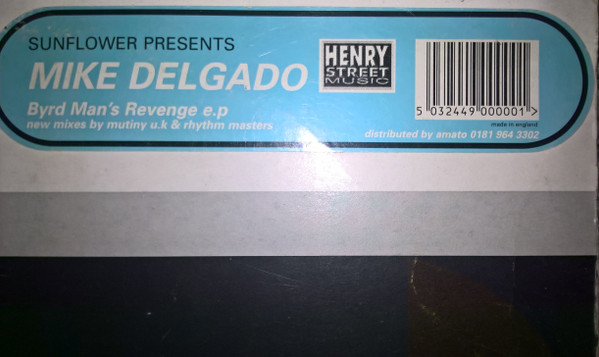 SUNFLOWER PRESENTS
MIKE DELGADO
Byrd Man's Revenge e.p
new mixes by mutiny u.k & rhythm masters
HENRY
STREET
MUSIC
5 032449 000001 >
made in england
distributed by amato 0181 964 3302